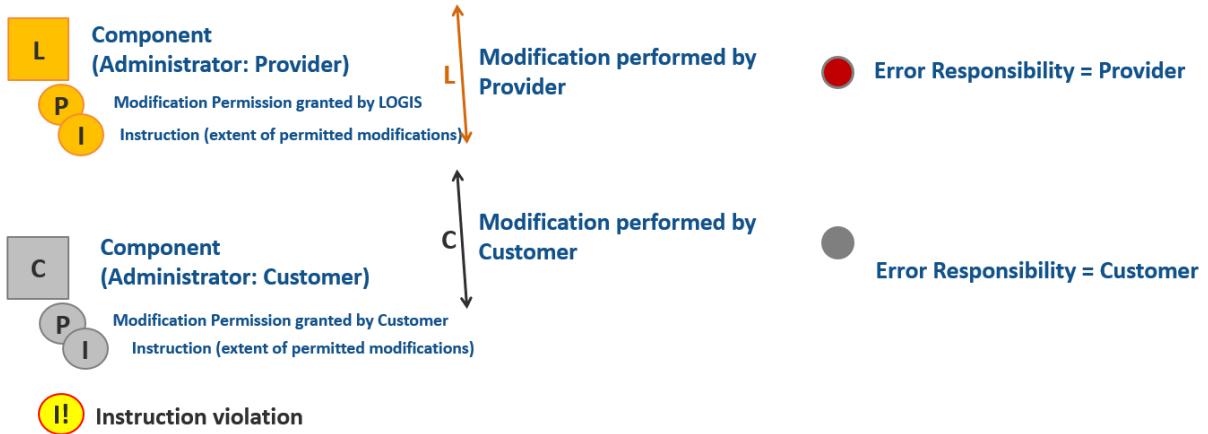 L
Component
(Administrator: Provider)
P
Modification Permission granted by LOGIS
I
Instruction (extent of permitted modifications)
L
Modification performed by
Provider
Error Responsibility = Provider
C
Component
(Administrator: Customer)
P
Modification Permission granted by Customer
I
Instruction (extent of permitted modifications)
C
Modification performed by
Customer
Error Responsibility = Customer
I!
Instruction violation